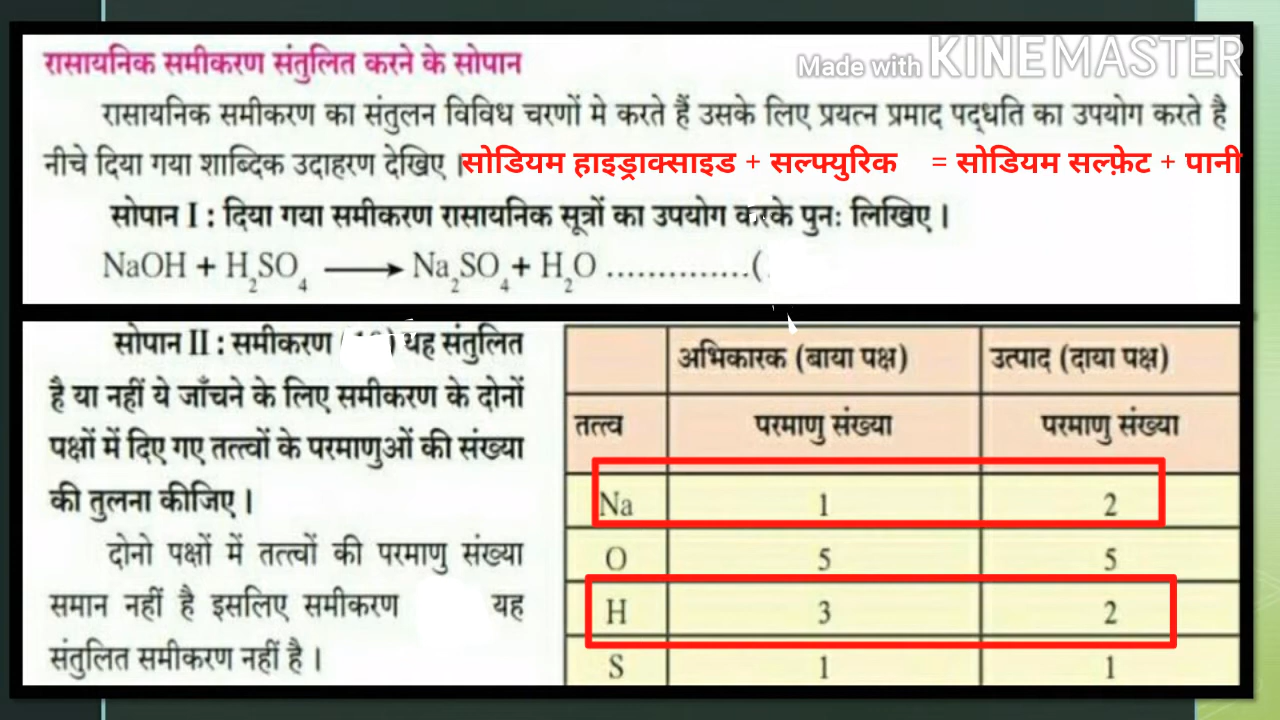 Made with KINEMASTER
रासायनिक समीकरण संतुलित करने के सोपान
रासायनिक समीकरण का संतुलन विविध चरणों मे करते हैं उसके लिए प्रयत्न प्रमाद पद्धति का उपयोग करते है
नीचे दिया गया शाब्दिक उदाहरण देखिए । सोडियम हाइड्राक्साइड + सल्फ्युरिक = सोडियम सल्फ़ेट + पानी
सोपान I : दिया गया समीकरण रासायनिक सूत्रों का उपयोग करके पुनः लिखिए ।
NaOH + H₂SO₄ ⟶ Na₂SO₄ + H₂O ..............(
सोपान II : समीकरण ( ) यह संतुलित
है या नहीं ये जाँचने के लिए समीकरण के दोनों
पक्षों में दिए गए तत्त्वों के परमाणुओं की संख्या
की तुलना कीजिए ।
दोनो पक्षों में तत्त्वों की परमाणु संख्या
समान नहीं है इसलिए समीकरण यह
संतुलित समीकरण नहीं है ।
अभिकारक (बाया पक्ष) उत्पाद (दाया पक्ष)
तत्त्व परमाणु संख्या परमाणु संख्या
Na 1 2
O 5 5
H 3 2
S 1 1